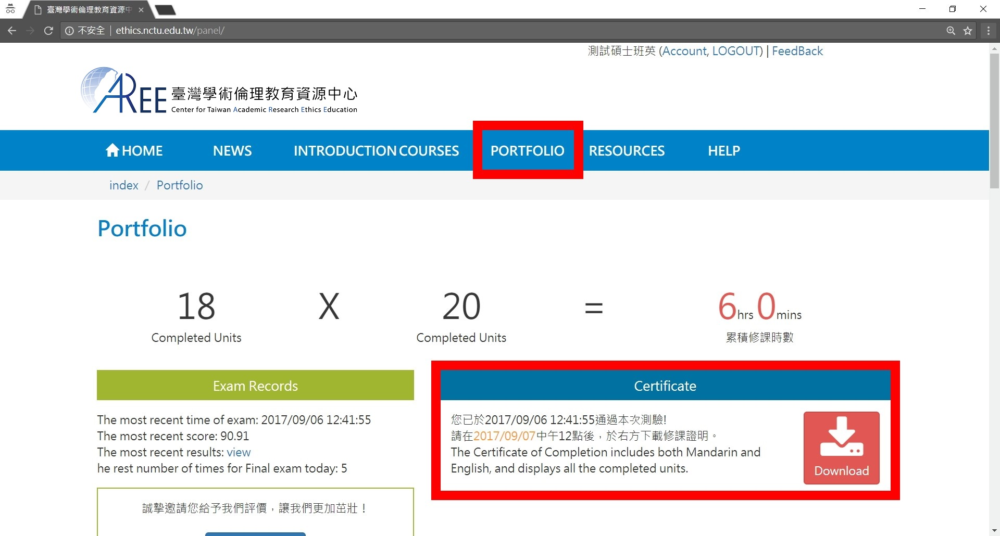 臺灣學術倫理教育資源中
不安全 | ethics.nctu.edu.tw/panel/
測試碩士班英 (Account, LOGOUT) | FeedBack
AREE 臺灣學術倫理教育資源中心
Center for Taiwan Academic Research Ethics Education
HOME NEWS INTRODUCTION COURSES PORTFOLIO RESOURCES HELP
index / Portfolio
Portfolio
18 X 20 = 6hrs 0mins
Completed Units Completed Units 累積修課時數
Exam Records
The most recent time of exam: 2017/09/06 12:41:55
The most recent score: 90.91
The most recent results: view
he rest number of times for Final exam today: 5
誠摯邀請您給予我們評價，讓我們更加茁壯！
Certificate
您已於2017/09/06 12:41:55通過本次測驗!
請在2017/09/07中午12點後，於右方下載修課證明。
The Certificate of Completion includes both Mandarin and
English, and displays all the completed units.
Download